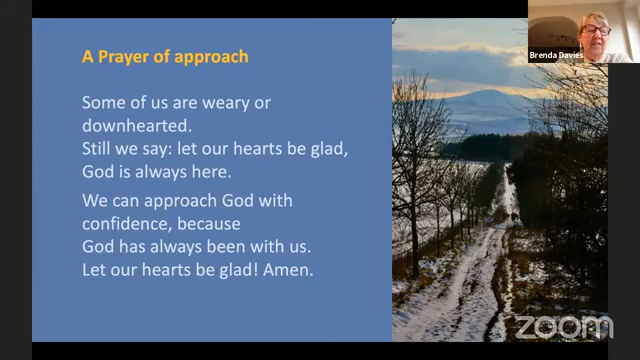 A Prayer of approach
Some of us are weary or
downhearted.
Still we say: let our hearts be glad,
God is always here.
We can approach God with
confidence, because
God has always been with us.
Let our hearts be glad! Amen.
Brenda Davies
zoom